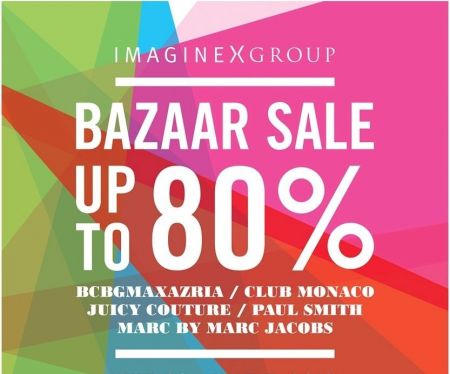 IMAGINEXGROUP
BAZAAR SALE
UP TO 80%
BCBGMAXAZRIA / CLUB MONACO
JUICY COUTURE / PAUL SMITH
MARC BY MARC JACOBS